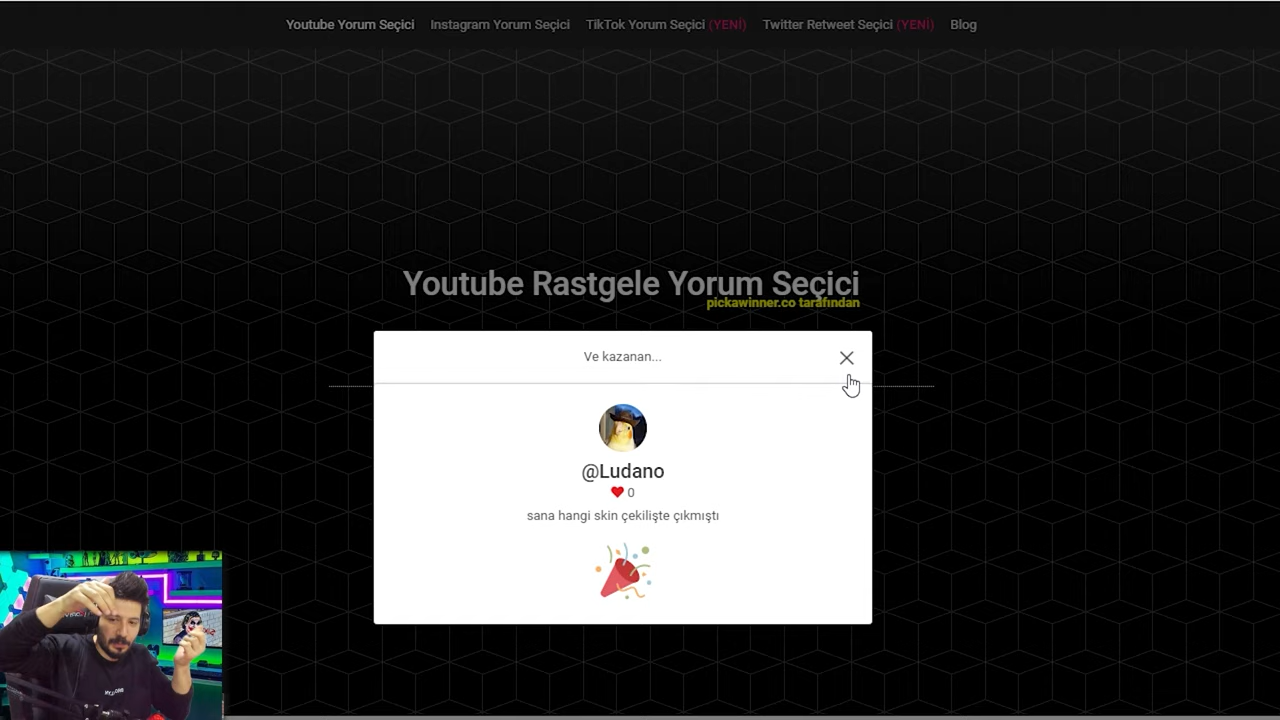 Youtube Yorum Seçici Instagram Yorum Seçici TikTok Yorum Seçici (YENİ) Twitter Retweet Seçici (YENİ) Blog
Youtube Rastgele Yorum Seçici
pickawinner.co tarafından
Ve kazanan...
@Ludano
0
sana hangi skin çekilişte çıkmıştı